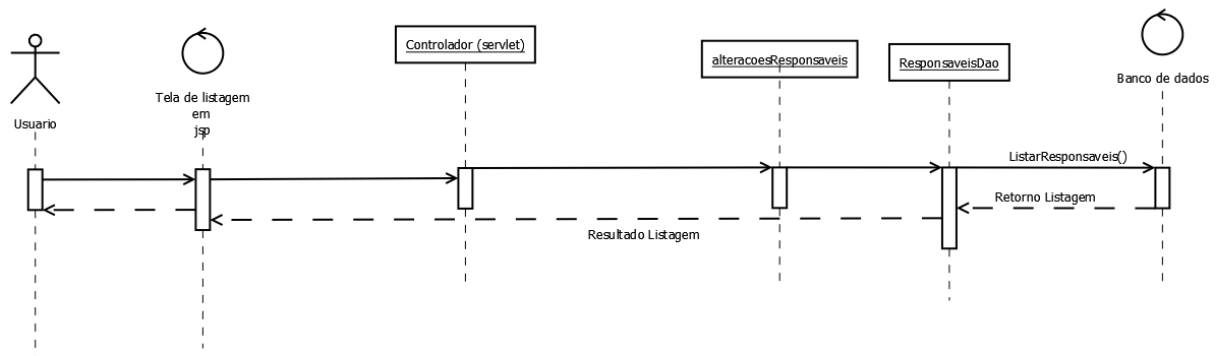 Usuario
Tela de listagem
em
jsp
Controlador (servlet)
alteracoesResponsaveis
ResponsaveisDao
Banco de dados
ListarResponsaveis()
Retorno Listagem
Resultado Listagem